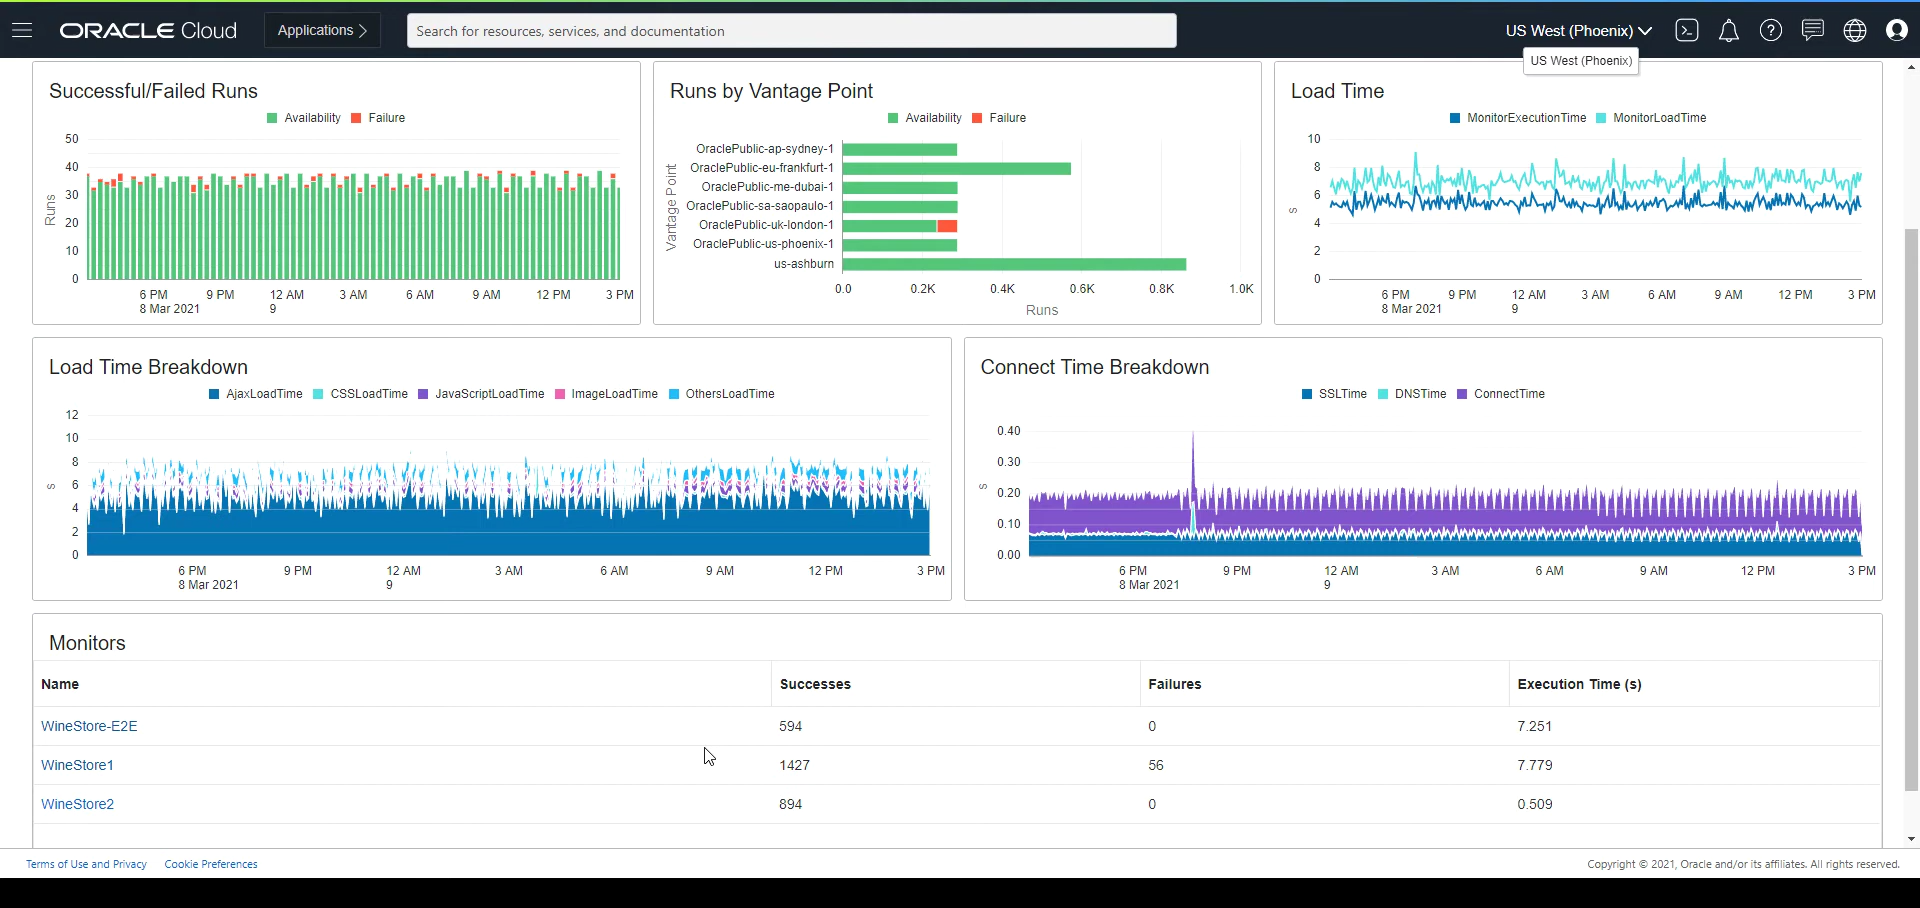 ORACLE Cloud
Applications
Search for resources, services, and documentation
US West (Phoenix)
US West (Phoenix)
Successful/Failed Runs
Availability Failure
50
40
30
20
10
0
Runs
6 PM 9 PM 12 AM 3 AM 6 AM 9 AM 12 PM 3 PM
8 Mar 2021 9
Runs by Vantage Point
Availability Failure
Vantage Point
OraclePublic-ap-sydney-1
OraclePublic-eu-frankfurt-1
OraclePublic-me-dubai-1
OraclePublic-sa-saopaulo-1
OraclePublic-uk-london-1
OraclePublic-us-phoenix-1
us-ashburn
0.0 0.2K 0.4K 0.6K 0.8K 1.0K
Runs
Load Time
MonitorExecutionTime MonitorLoadTime
10
8
6
4
2
0
s
6 PM 9 PM 12 AM 3 AM 6 AM 9 AM 12 PM 3 PM
8 Mar 2021 9
Load Time Breakdown
AjaxLoadTime CSSLoadTime JavaScriptLoadTime ImageLoadTime OthersLoadTime
12
10
8
6
4
2
0
s
6 PM 9 PM 12 AM 3 AM 6 AM 9 AM 12 PM 3 PM
8 Mar 2021 9
Connect Time Breakdown
SSLTime DNSTime ConnectTime
0.40
0.30
0.20
0.10
0.00
s
6 PM 9 PM 12 AM 3 AM 6 AM 9 AM 12 PM 3 PM
8 Mar 2021 9
Monitors
Name Successes Failures Execution Time (s)
WineStore-E2E 594 0 7.251
WineStore1 1427 56 7.779
WineStore2 894 0 0.509
Terms of Use and Privacy Cookie Preferences
Copyright © 2021, Oracle and/or its affiliates. All rights reserved.